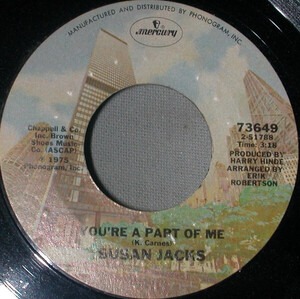 MANUFACTURED AND DISTRIBUTED BY PHONOGRAM, INC.
mercury
Chappell & Co.
Inc. Brown
Shoes Music
Co. (ASCAP)
℗ 1975
Phonogram, Inc.
73649
2-51788
Time: 3:18
PRODUCED BY
HARRY HINDE
ARRANGED BY
ERIK
ROBERTSON
YOU'RE A PART OF ME
(K. Carnes)
SUSAN JACKS